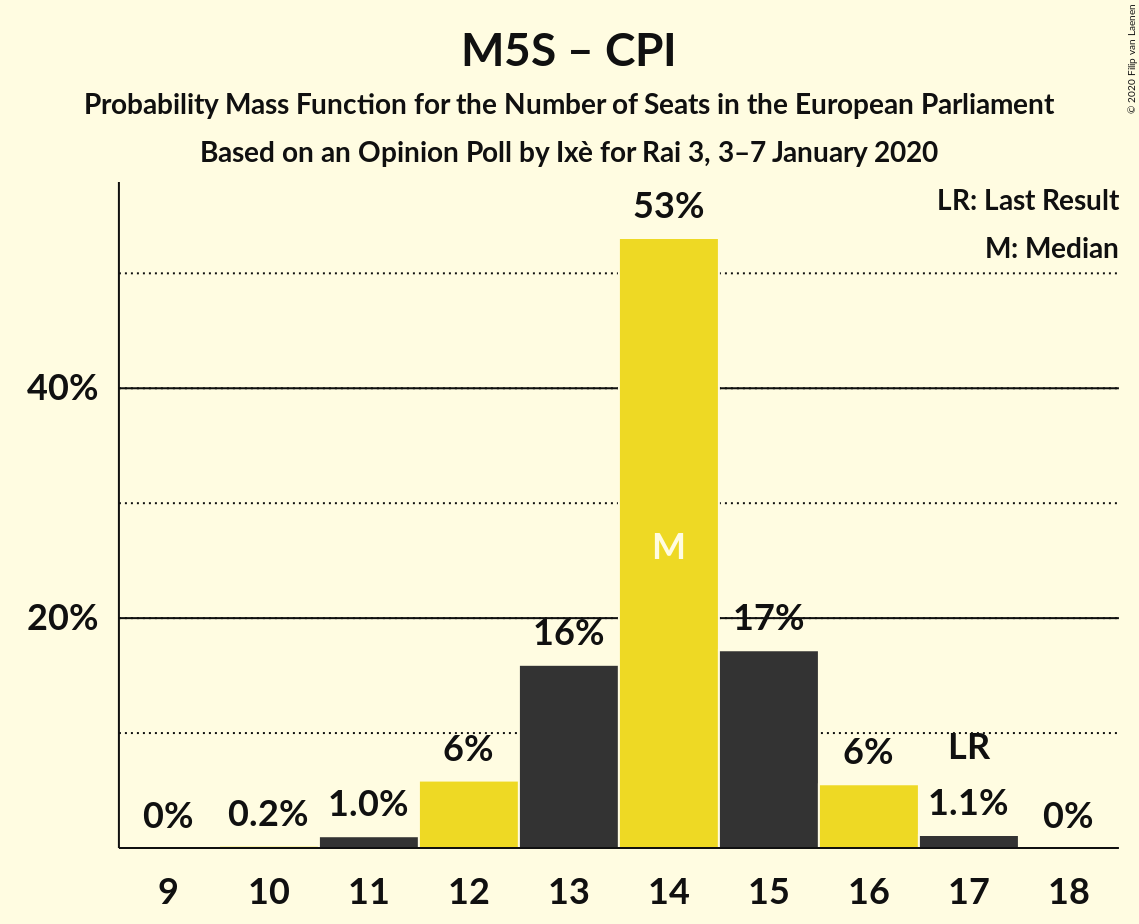 M5S – CPI
Probability Mass Function for the Number of Seats in the European Parliament
Based on an Opinion Poll by Ixè for Rai 3, 3–7 January 2020
© 2020 Filip van Laenen
LR: Last Result
M: Median
53%
40%
M
20%
16%
17%
6%
6%
LR
0%
0.2%
1.0%
1.1%
0%
9 10 11 12 13 14 15 16 17 18